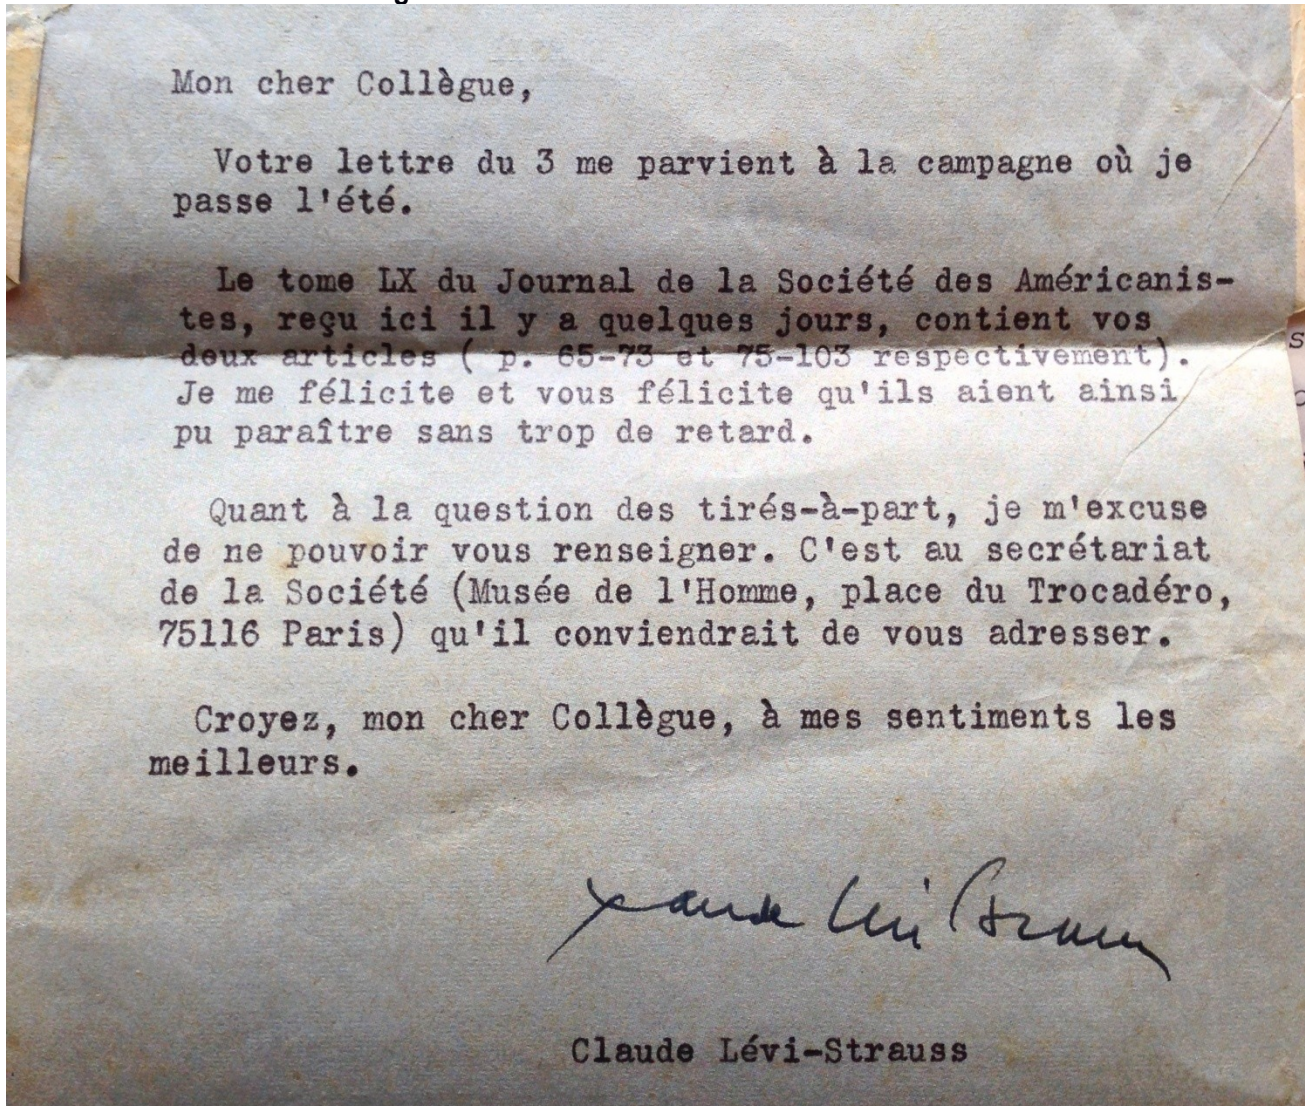 Mon cher Collègue,
Votre lettre du 3 me parvient à la campagne où je
passe l'été.
Le tome LX du Journal de la Société des Américanis-
tes, reçu ici il y a quelques jours, contient vos
deux articles ( p. 65-73 et 75-103 respectivement).
Je me félicite et vous félicite qu'ils aient ainsi
pu paraître sans trop de retard.
Quant à la question des tirés-à-part, je m'excuse
de ne pouvoir vous renseigner. C'est au secrétariat
de la Société (Musée de l'Homme, place du Trocadéro,
75116 Paris) qu'il conviendrait de vous adresser.
Croyez, mon cher Collègue, à mes sentiments les
meilleurs.
Claude Lévi Strauss
Claude Lévi-Strauss